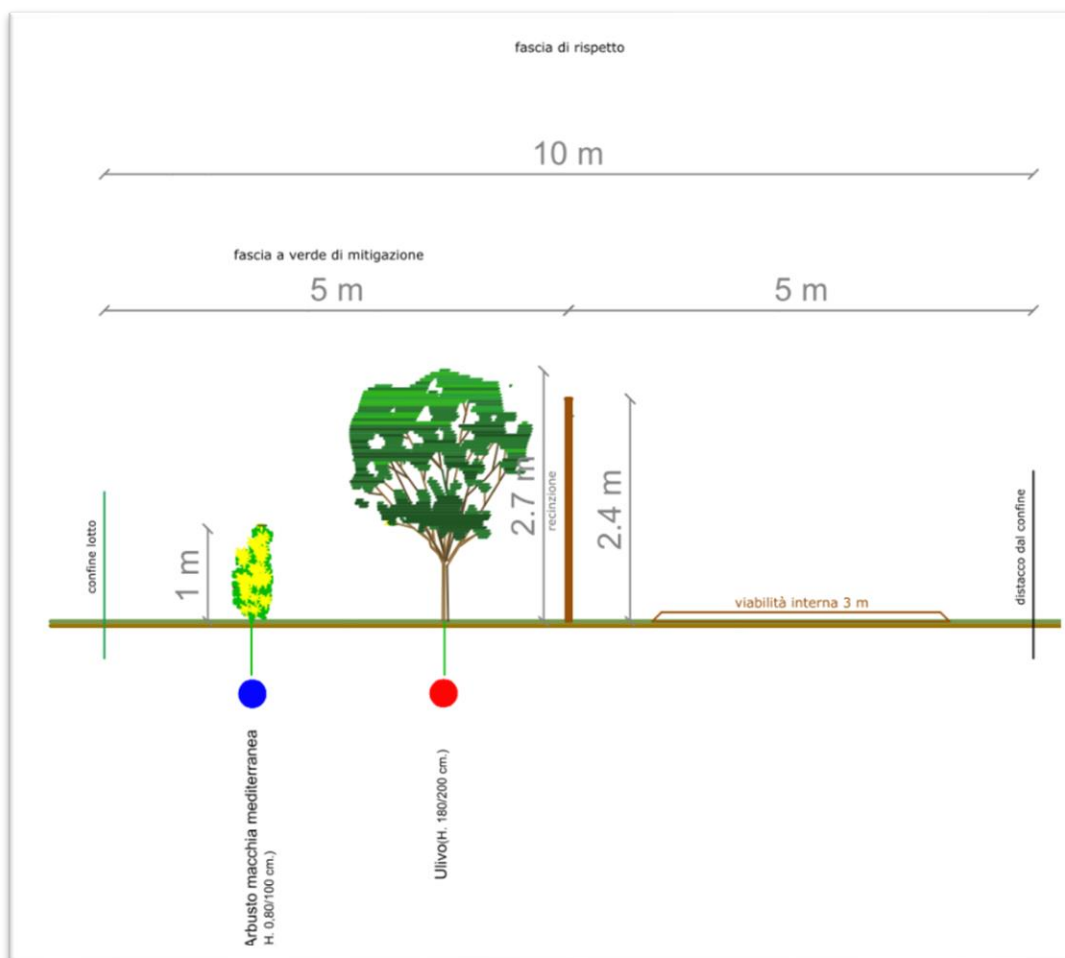 fascia di rispetto
10 m
fascia a verde di mitigazione
5 m
5 m
confine lotto
1 m
2.7 m
recinzione
2.4 m
viabilità interna 3 m
distacco dal confine
Arbusto macchia mediterranea
H. 0,80/100 cm.)
Ulivo(H. 180/200 cm.)